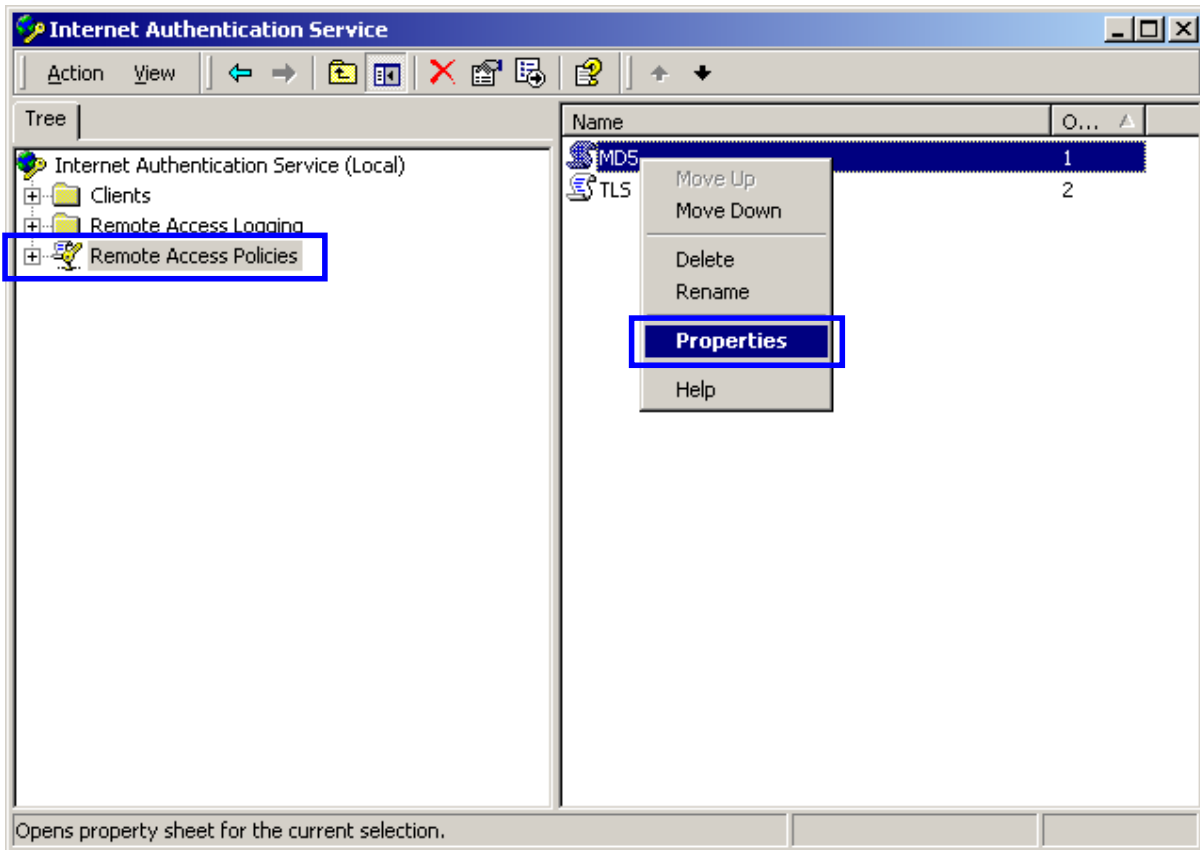 Internet Authentication Service
Action View
Tree
Name O...
Internet Authentication Service (Local)
Clients
Remote Access Logging
Remote Access Policies
MD5 1
TLS 2
Move Up
Move Down
Delete
Rename
Properties
Help
Opens property sheet for the current selection.